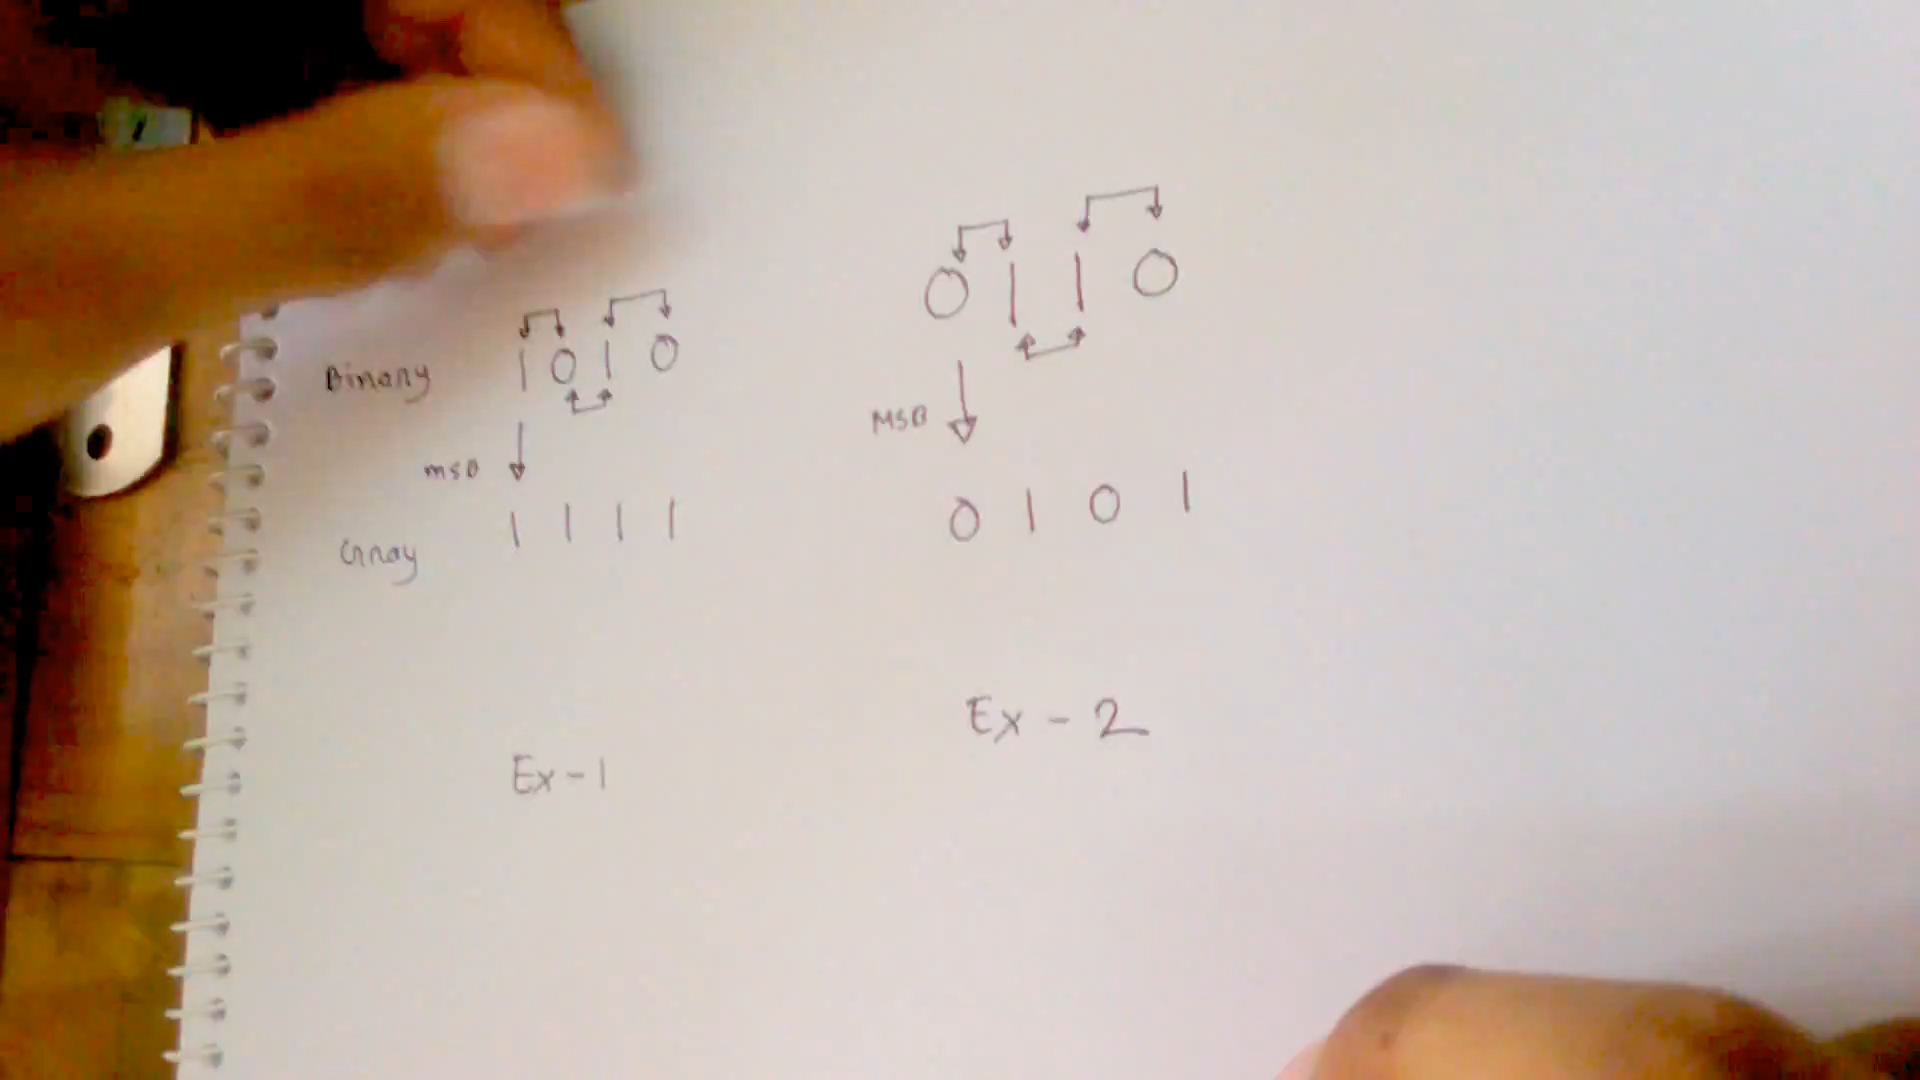 Binary 1 0 1 0
MSB
Gray 1 1 1 1
Ex - 1
0 1 1 0
MSB
0 1 0 1
Ex - 2